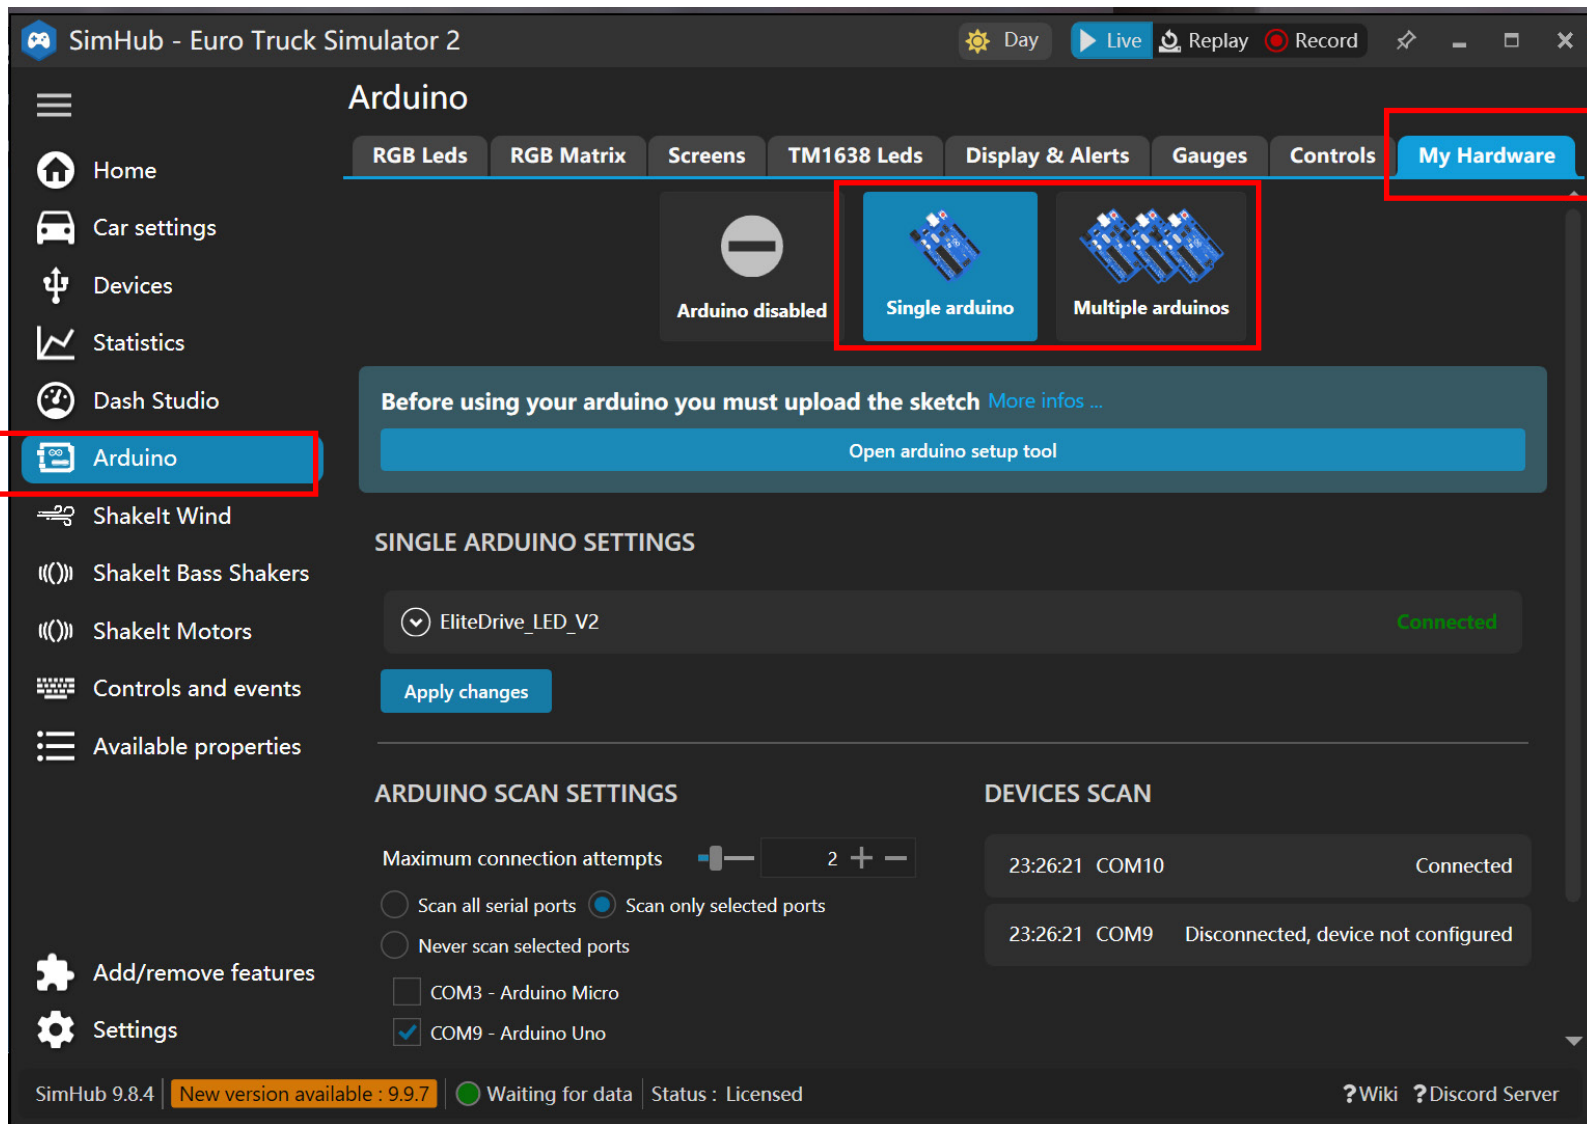 SimHub - Euro Truck Simulator 2
Day
Live
Replay
Record
Arduino
RGB Leds
RGB Matrix
Screens
TM1638 Leds
Display & Alerts
Gauges
Controls
My Hardware
Home
Car settings
Devices
Statistics
Dash Studio
Arduino
ShakeIt Wind
ShakeIt Bass Shakers
ShakeIt Motors
Controls and events
Available properties
Add/remove features
Settings
Arduino disabled
Single arduino
Multiple arduinos
Before using your arduino you must upload the sketch More infos ...
Open arduino setup tool
SINGLE ARDUINO SETTINGS
EliteDrive_LED_V2
Connected
Apply changes
ARDUINO SCAN SETTINGS
Maximum connection attempts
2
Scan all serial ports
Scan only selected ports
Never scan selected ports
COM3 - Arduino Micro
COM9 - Arduino Uno
DEVICES SCAN
23:26:21 COM10 Connected
23:26:21 COM9 Disconnected, device not configured
SimHub 9.8.4
New version available : 9.9.7
Waiting for data
Status : Licensed
?Wiki
?Discord Server